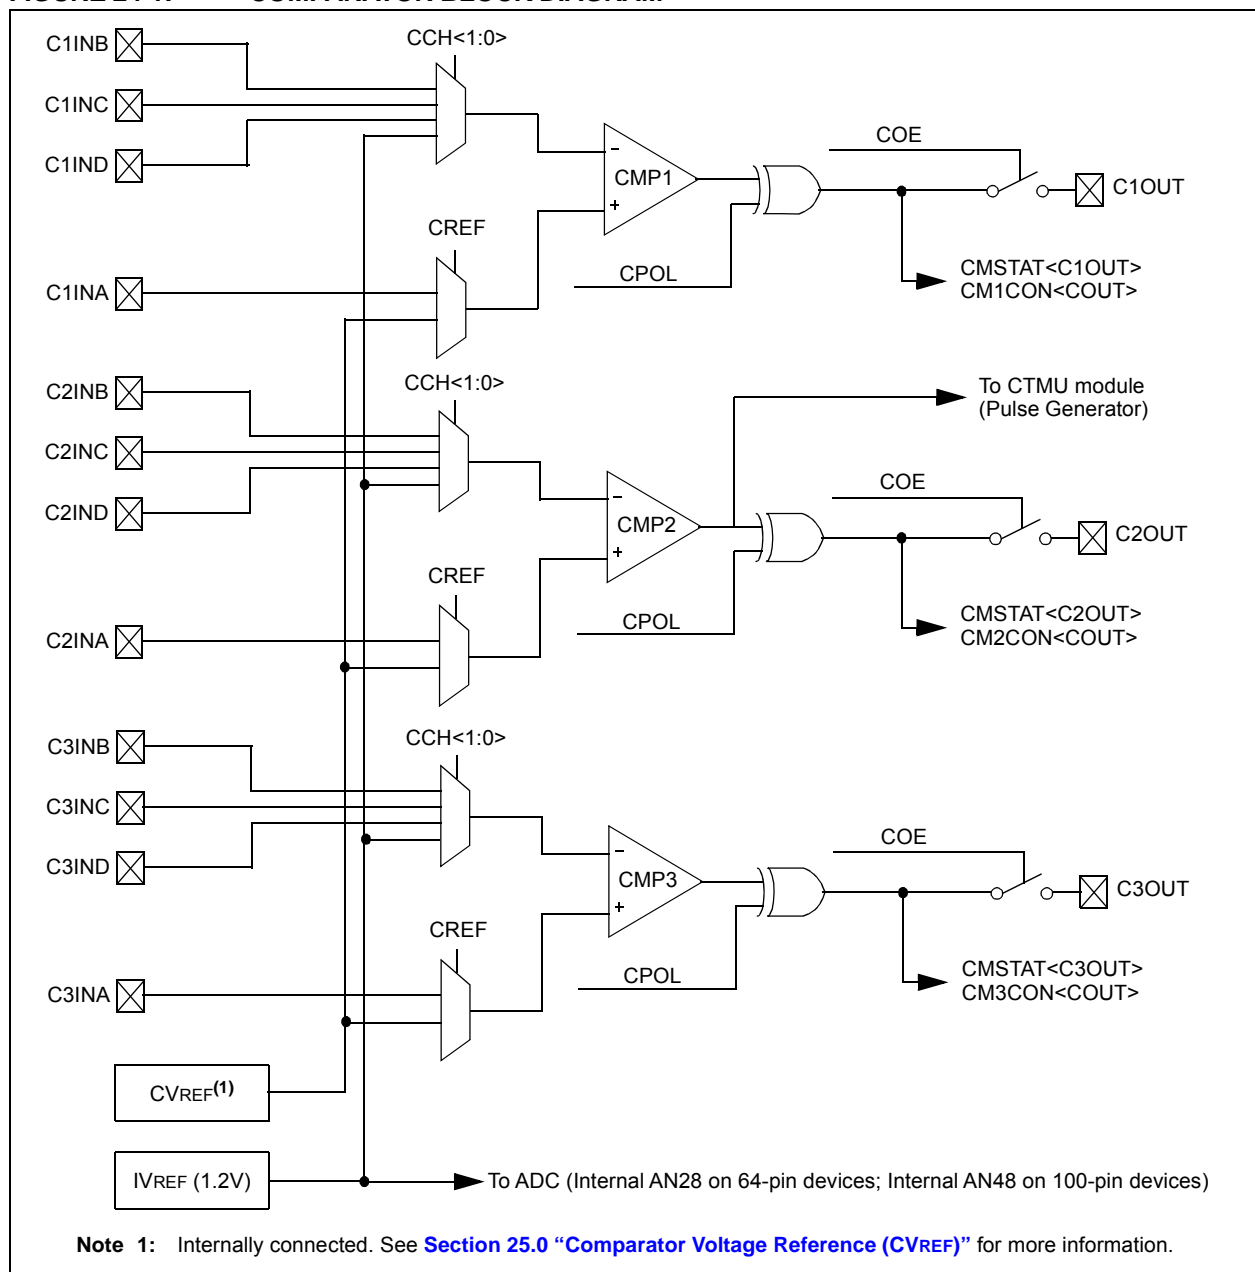 C1INB
CCH<1:0>
C1INC
COE
C1IND
–
CMP1
C1OUT
+
CREF
CPOL
CMSTAT<C1OUT>
CM1CON<COUT>
C1INA
C2INB
CCH<1:0>
To CTMU module
(Pulse Generator)
C2INC
COE
C2IND
–
CMP2
C2OUT
+
CREF
CPOL
CMSTAT<C2OUT>
CM2CON<COUT>
C2INA
C3INB
CCH<1:0>
C3INC
COE
C3IND
–
CMP3
C3OUT
+
CREF
CPOL
CMSTAT<C3OUT>
CM3CON<COUT>
C3INA
CVREF(1)
IVREF (1.2V)
To ADC (Internal AN28 on 64-pin devices; Internal AN48 on 100-pin devices)
Note 1: Internally connected. See Section 25.0 “Comparator Voltage Reference (CVREF)” for more information.